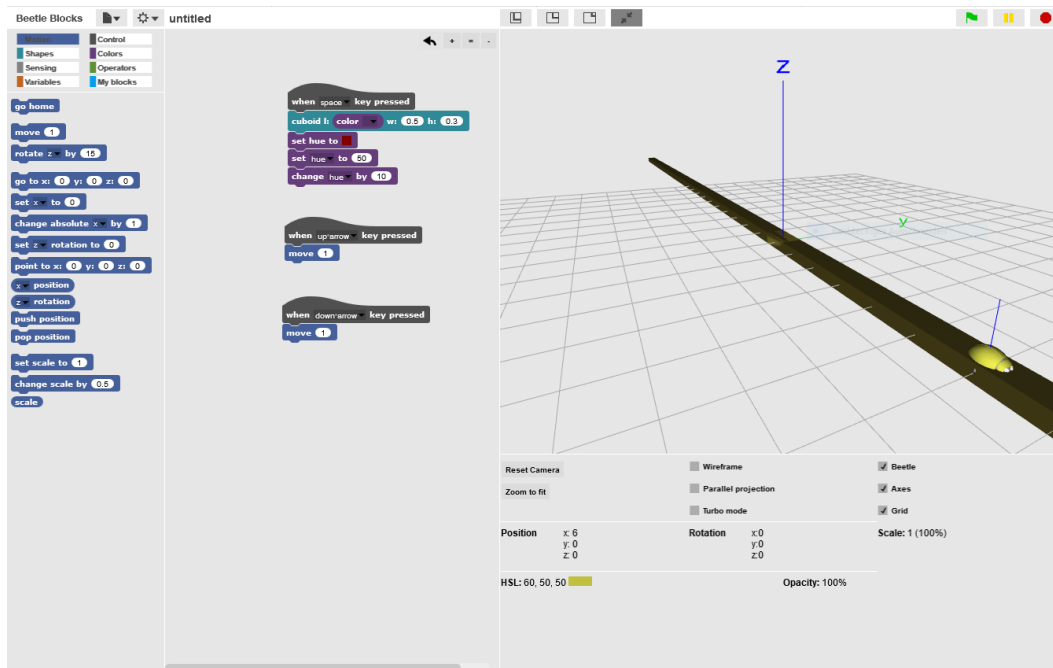 Beetle Blocks untitled
Motion Control
Shapes Colors
Sensing Operators
Variables My blocks
go home
move 1
rotate z by 15
go to x: 0 y: 0 z: 0
set x to 0
change absolute x by 1
set z rotation to 0
point to x: 0 y: 0 z: 0
x position
z rotation
push position
pop position
set scale to 1
change scale by 0.5
scale
+ = -
when space key pressed
cuboid l: color w: 0.5 h: 0.3
set hue to
set hue to 50
change hue by 10
when up arrow key pressed
move 1
when down arrow key pressed
move 1
Z
y
Reset Camera
Zoom to fit
Wireframe
Parallel projection
Turbo mode
Beetle
Axes
Grid
Position x: 6
y: 0
z: 0
Rotation x:0
y:0
z:0
Scale: 1 (100%)
HSL: 60, 50, 50
Opacity: 100%